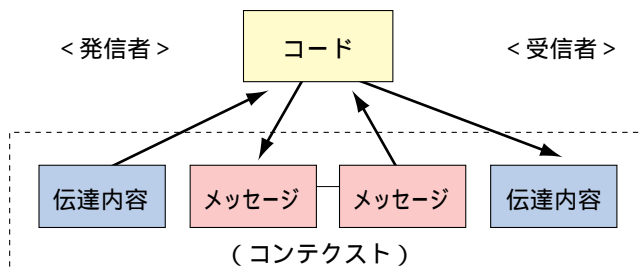 <発信者>
コード
<受信者>
伝達内容
メッセージ
メッセージ
伝達内容
(コンテクスト)